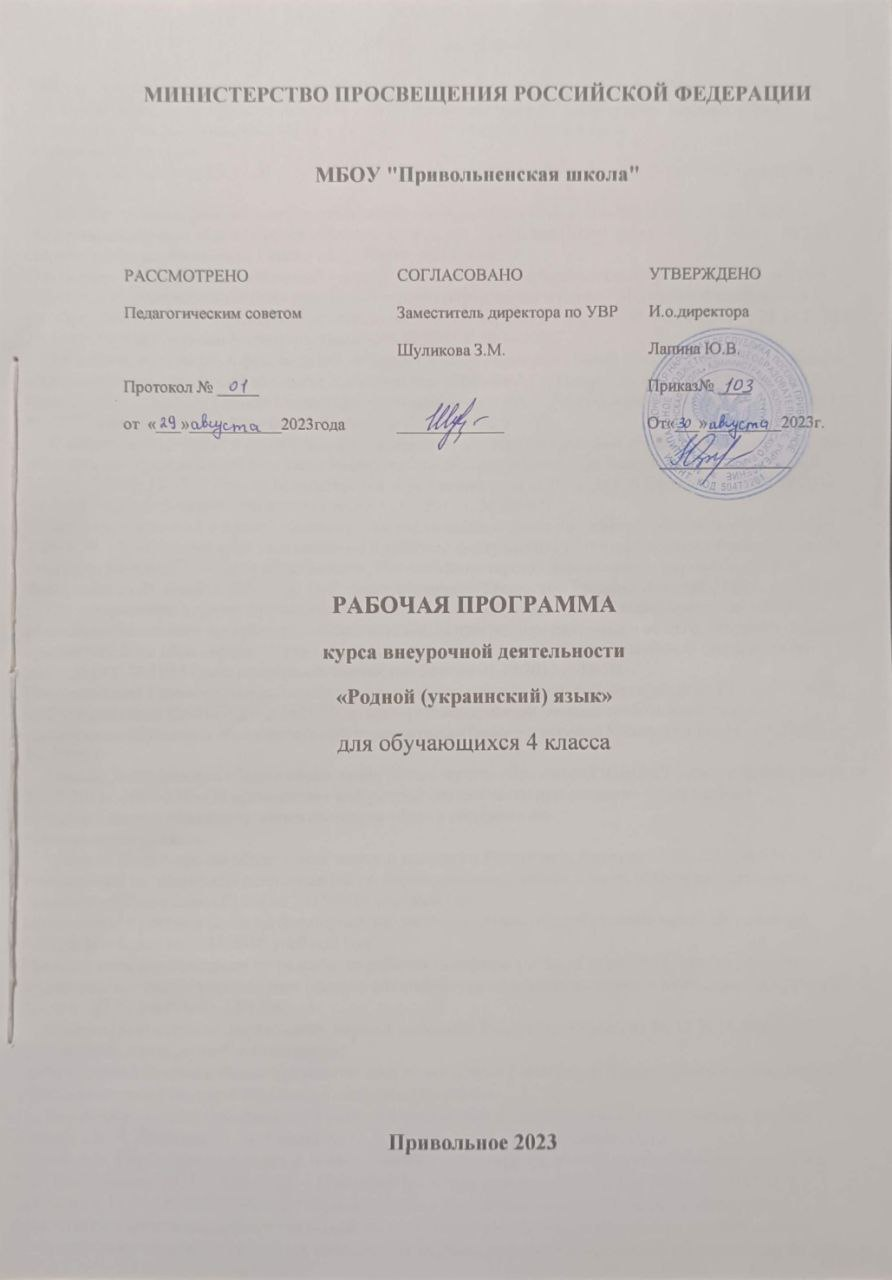 МИНИСТЕРСТВО ПРОСВЕЩЕНИЯ РОССИЙСКОЙ ФЕДЕРАЦИИ
МБОУ "Привольненская школа"
РАССМОТРЕНО
Педагогическим советом
Протокол № 01
от «29»августа 2023года
СОГЛАСОВАНО
Заместитель директора по УВР
Шуликова З.М.
УТВЕРЖДЕНО
И.о.директора
Лапина Ю.В.
Приказ№ 103
От«30»августа 2023г.
РАБОЧАЯ ПРОГРАММА
курса внеурочной деятельности
«Родной (украинский) язык»
для обучающихся 4 класса
Привольное 2023